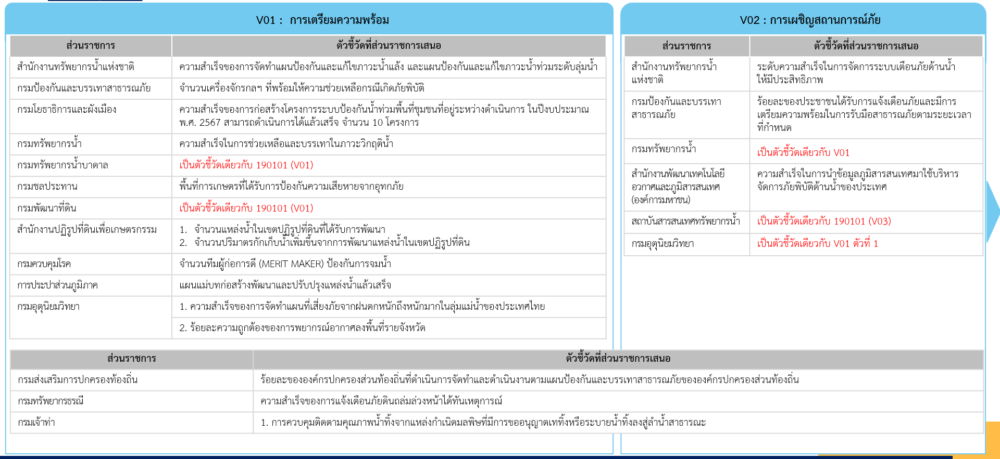 V01 : การเตรียมความพร้อม
ส่วนราชการ
ตัวชี้วัดที่ส่วนราชการเสนอ
สำนักงานทรัพยากรน้ำแห่งชาติ
ความสำเร็จของการจัดทำแผนป้องกันและแก้ไขภาวะน้ำแล้ง และแผนป้องกันและแก้ไขภาวะน้ำท่วมระดับลุ่มน้ำ
กรมป้องกันและบรรเทาสาธารณภัย
จำนวนเครื่องจักรกลฯ ที่พร้อมให้ความช่วยเหลือกรณีเกิดภัยพิบัติ
กรมโยธาธิการและผังเมือง
ความสำเร็จของการก่อสร้างโครงการระบบป้องกันน้ำท่วมพื้นที่ชุมชนที่อยู่ระหว่างดำเนินการ ในปีงบประมาณ
พ.ศ. 2567 สามารถดำเนินการได้แล้วเสร็จ จำนวน 10 โครงการ
กรมทรัพยากรน้ำ
ความสำเร็จในการช่วยเหลือและบรรเทาในภาวะวิกฤติน้ำ
กรมทรัพยากรน้ำบาดาล
เป็นตัวชี้วัดเดียวกับ 190101 (V01)
กรมชลประทาน
พื้นที่การเกษตรที่ได้รับการป้องกันความเสียหายจากอุทกภัย
กรมพัฒนาที่ดิน
เป็นตัวชี้วัดเดียวกับ 190101 (V01)
สำนักงานปฏิรูปที่ดินเพื่อเกษตรกรรม
1. จำนวนแหล่งน้ำในเขตปฏิรูปที่ดินที่ได้รับการพัฒนา
2. จำนวนปริมาตรกักเก็บน้ำเพิ่มขึ้นจากการพัฒนาแหล่งน้ำในเขตปฏิรูปที่ดิน
กรมควบคุมโรค
จำนวนทีมผู้ก่อการดี (MERIT MAKER) ป้องกันการจมน้ำ
การประปาส่วนภูมิภาค
แผนแม่บทก่อสร้างพัฒนาและปรับปรุงแหล่งน้ำแล้วเสร็จ
กรมอุตุนิยมวิทยา
1. ความสำเร็จของการจัดทำแผนที่เสี่ยงภัยจากฝนตกหนักถึงหนักมากในลุ่มแม่น้ำของประเทศไทย
2. ร้อยละความถูกต้องของการพยากรณ์อากาศลงพื้นที่รายจังหวัด
V02 : การเผชิญสถานการณ์ภัย
ส่วนราชการ
ตัวชี้วัดที่ส่วนราชการเสนอ
สำนักงานทรัพยากรน้ำ
แห่งชาติ
ระดับความสำเร็จในการจัดการระบบเตือนภัยด้านน้ำ
ให้มีประสิทธิภาพ
กรมป้องกันและบรรเทา
สาธารณภัย
ร้อยละของประชาชนได้รับการแจ้งเตือนภัยและมีการ
เตรียมความพร้อมในการรับมือสาธารณภัยตามระยะเวลา
ที่กำหนด
กรมทรัพยากรน้ำ
เป็นตัวชี้วัดเดียวกับ V01
สำนักงานพัฒนาเทคโนโลยี
อวกาศและภูมิสารสนเทศ
(องค์การมหาชน)
ความสำเร็จในการนำข้อมูลภูมิสารสนเทศมาใช้บริหาร
จัดการภัยพิบัติด้านน้ำของประเทศ
สถาบันสารสนเทศทรัพยากรน้ำ
เป็นตัวชี้วัดเดียวกับ 190101 (V03)
กรมอุตุนิยมวิทยา
เป็นตัวชี้วัดเดียวกับ V01 ตัวที่ 1
ส่วนราชการ
ตัวชี้วัดที่ส่วนราชการเสนอ
กรมส่งเสริมการปกครองท้องถิ่น
ร้อยละขององค์กรปกครองส่วนท้องถิ่นที่ดำเนินการจัดทำและดำเนินงานตามแผนป้องกันและบรรเทาสาธารณภัยขององค์กรปกครองส่วนท้องถิ่น
กรมทรัพยากรธรณี
ความสำเร็จของการแจ้งเตือนภัยดินถล่มล่วงหน้าได้ทันเหตุการณ์
กรมเจ้าท่า
1. การควบคุมติดตามคุณภาพน้ำทิ้งจากแหล่งกำเนิดมลพิษที่มีการขออนุญาตเททิ้งหรือระบายน้ำทิ้งลงสู่ลำน้ำสาธารณะ